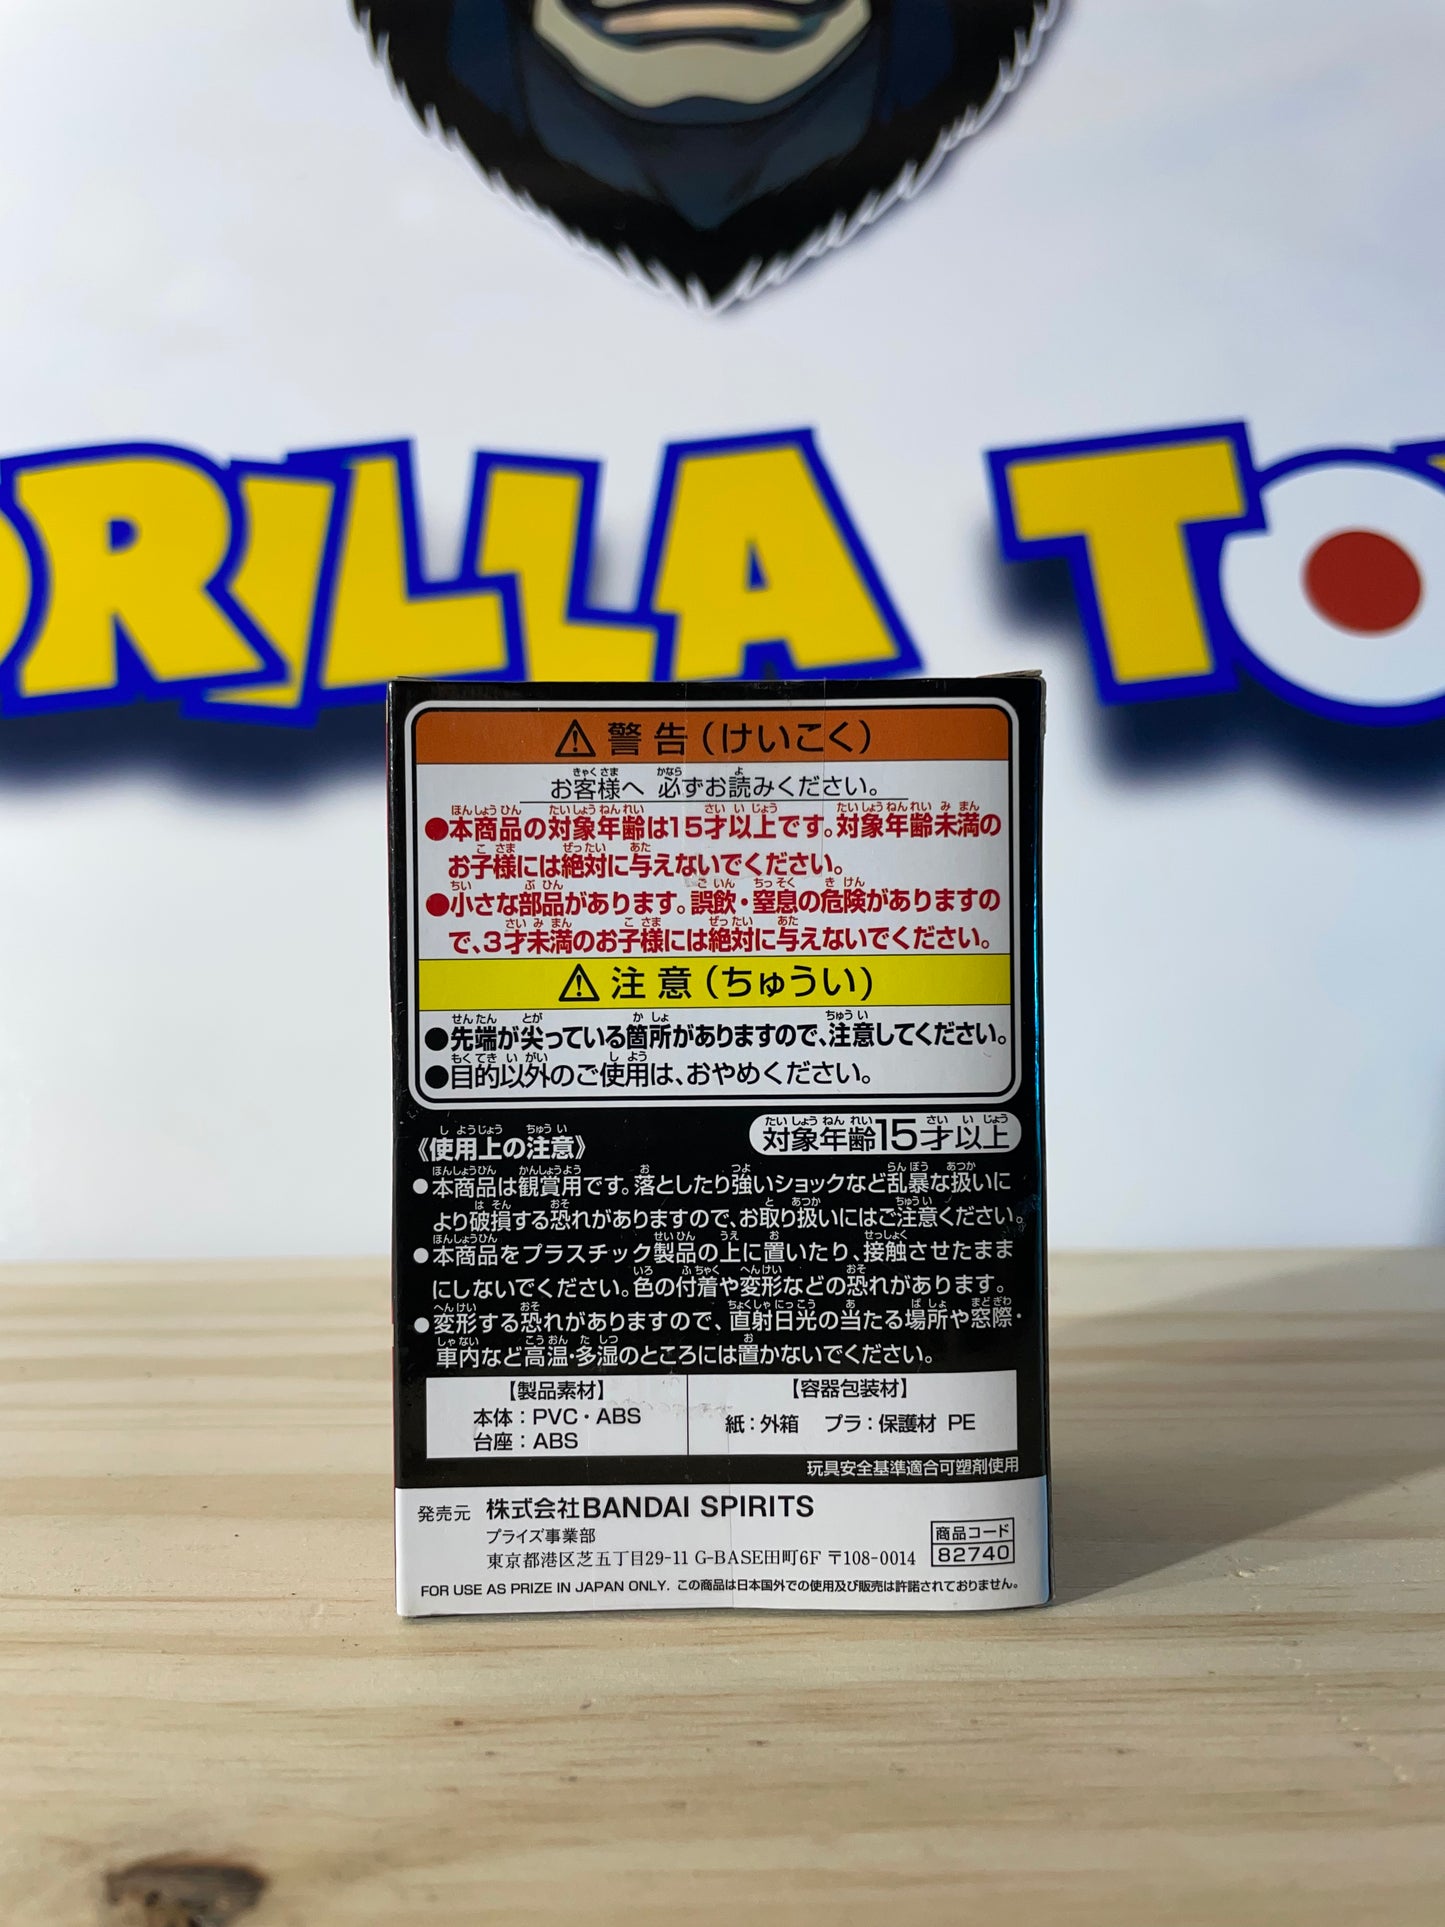 ORILLA TO
警告(けいこく)
お客様へ 必ずお読みください。
●本商品の対象年齢は15才以上です。対象年齢未満の
お子様には絶対に与えないでください。
●小さな部品があります。誤飲・窒息の危険がありますの
で、3才未満のお子様には絶対に与えないでください。
注意(ちゅうい)
●先端が尖っている箇所がありますので、注意してください。
●目的以外のご使用は、おやめください。
対象年齢15才以上
《使用上の注意》
●本商品は観賞用です。落としたり強いショックなど乱暴な扱いに
より破損する恐れがありますので、お取り扱いにはご注意ください。
●本商品をプラスチック製品の上に置いたり、接触させたまま
にしないでください。色の付着や変形などの恐れがあります。
●変形する恐れがありますので、直射日光の当たる場所や窓際・
車内など高温・多湿のところには置かないでください。
【製品素材】
本体：PVC・ABS
台座：ABS
【容器包装材】
紙：外箱 プラ：保護材 PE
玩具安全基準適合可塑剤使用
発売元 株式会社BANDAI SPIRITS
プライズ事業部
東京都港区芝五丁目29-11 G-BASE田町6F 〒108-0014
商品コード
82740
FOR USE AS PRIZE IN JAPAN ONLY. この商品は日本国外での使用及び販売は許諾されておりません。